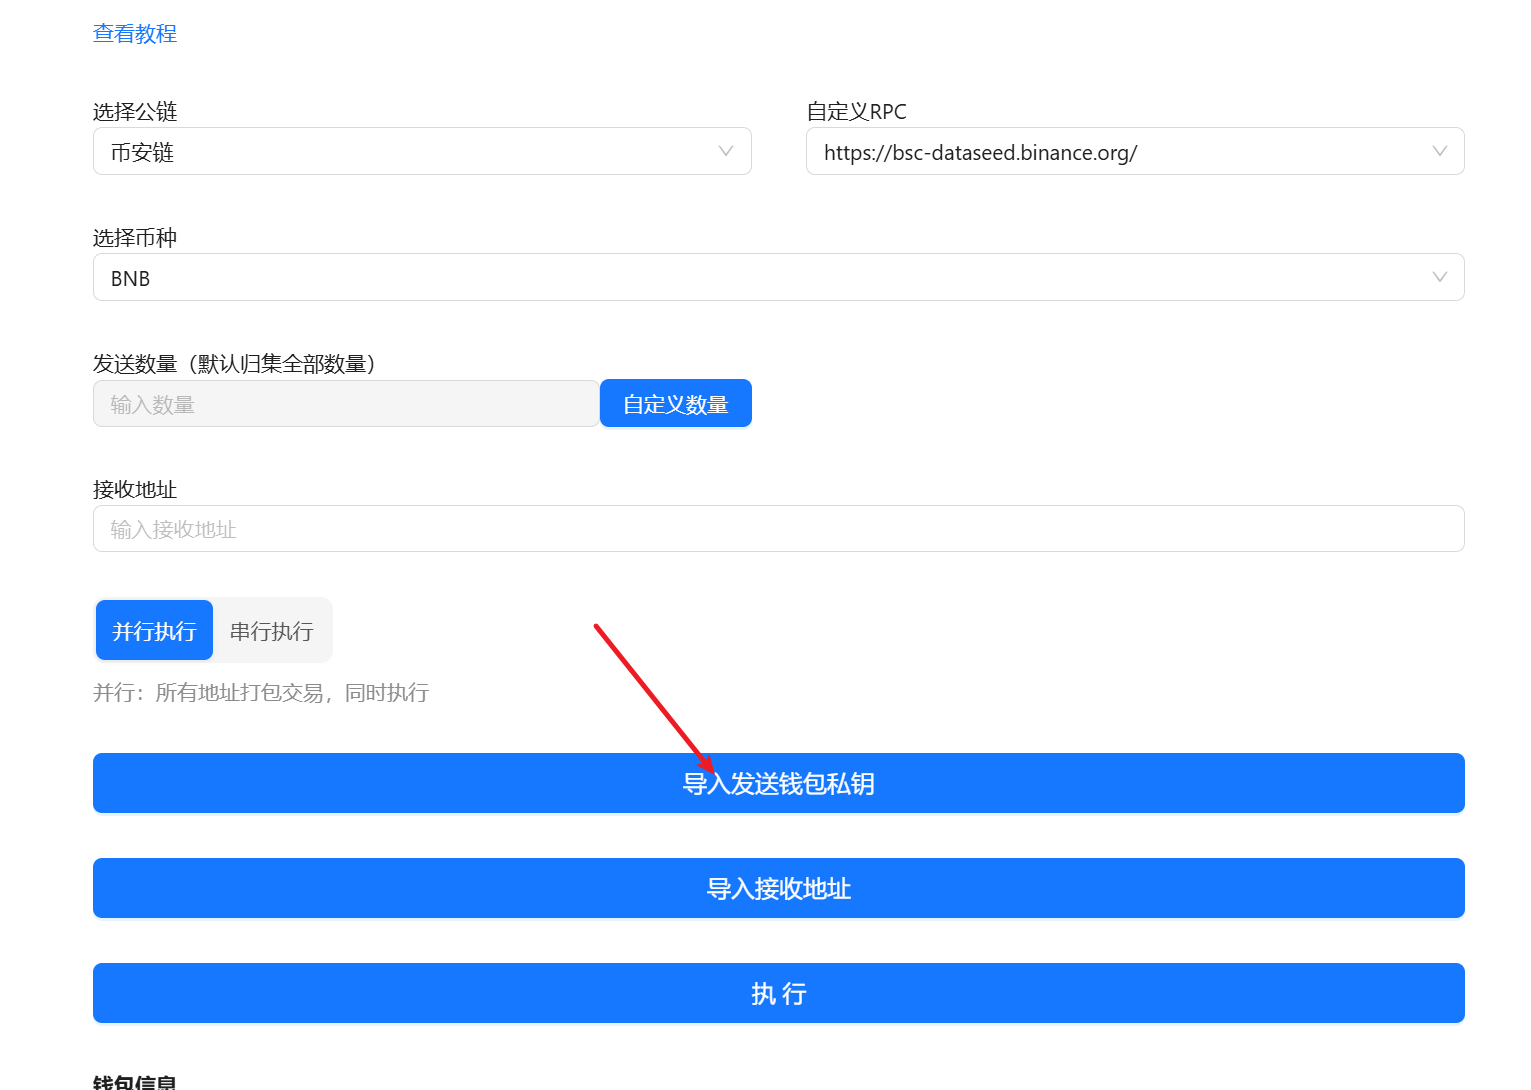 查看教程
选择公链
自定义RPC
币安链
https://bsc-dataseed.binance.org/
选择币种
BNB
发送数量（默认归集全部数量）
输入数量
自定义数量
接收地址
输入接收地址
并行执行
串行执行
并行：所有地址打包交易，同时执行
导入发送钱包私钥
导入接收地址
执 行
钱包信息